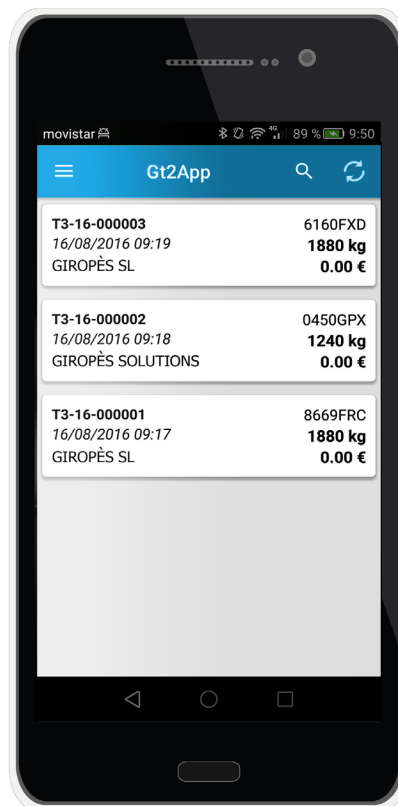 movistar 4G 89 % 9:50
Gt2App
T3-16-000003 6160FXD
16/08/2016 09:19 1880 kg
GIROPÈS SL 0.00 €
T3-16-000002 0450GPX
16/08/2016 09:18 1240 kg
GIROPÈS SOLUTIONS 0.00 €
T3-16-000001 8669FRC
16/08/2016 09:17 1880 kg
GIROPÈS SL 0.00 €